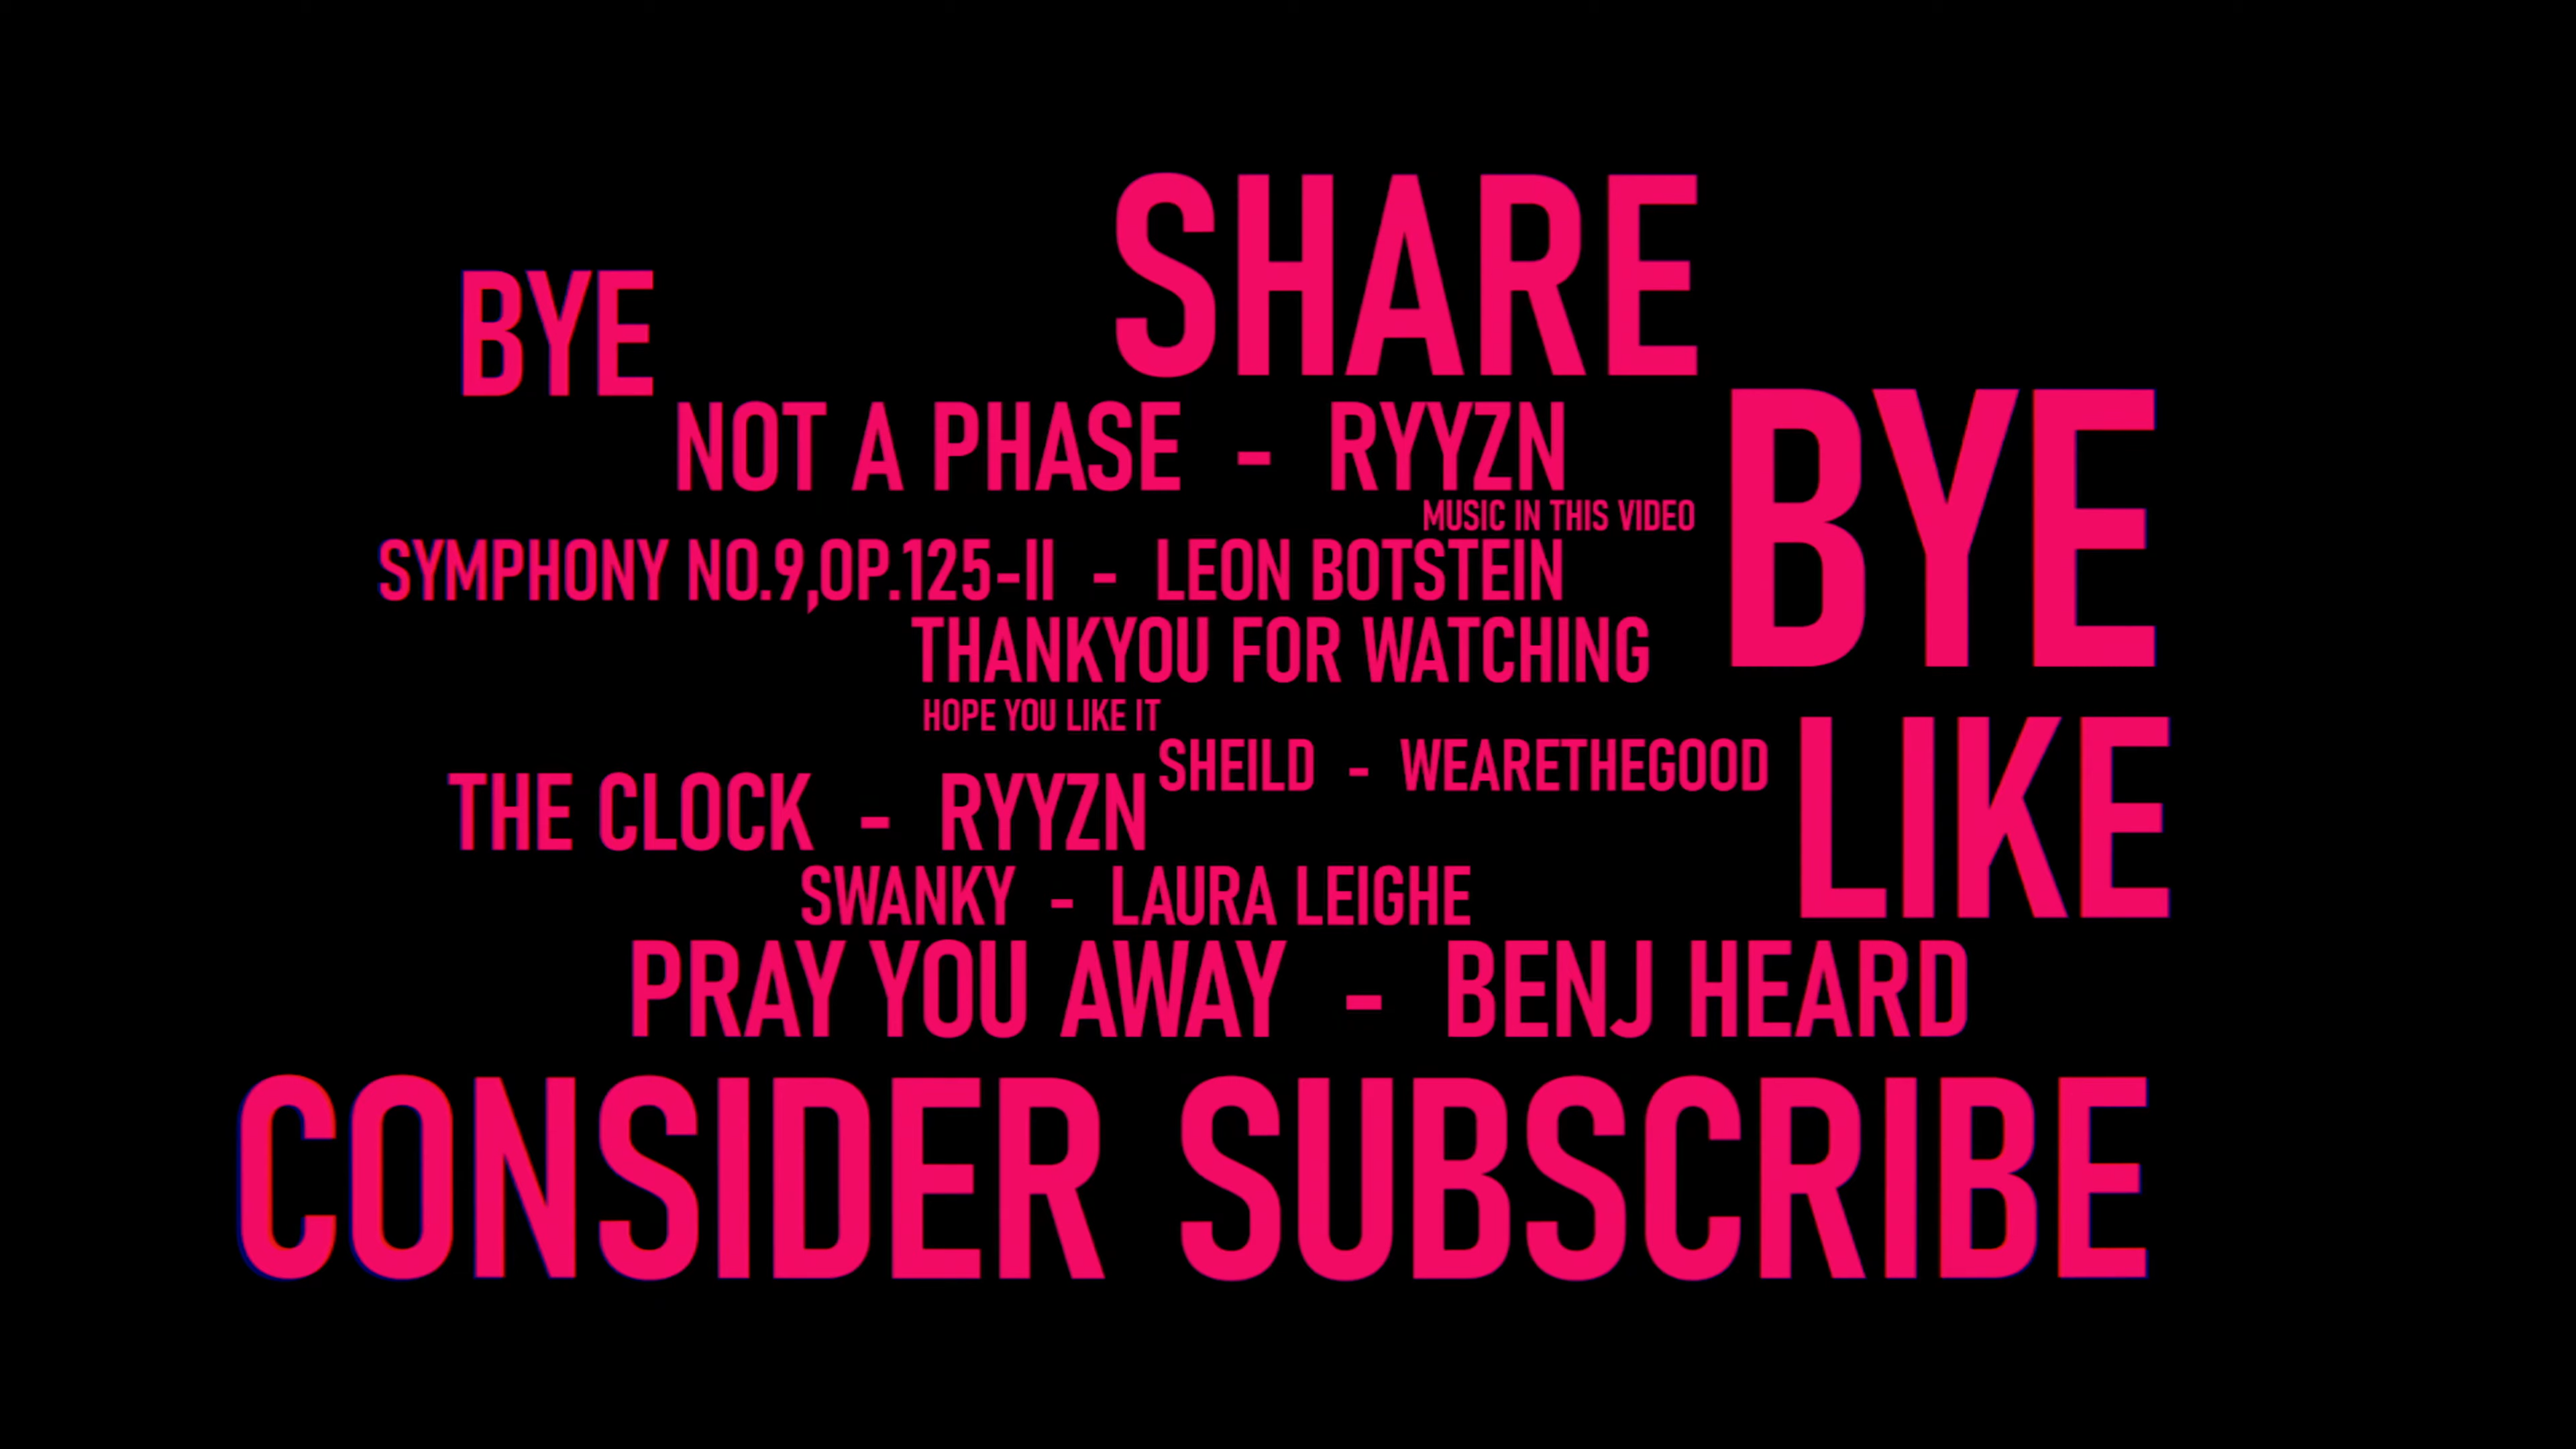 SHARE
BYE
NOT A PHASE - RYYZN
BYE
MUSIC IN THIS VIDEO
SYMPHONY NO.9,OP.125-II - LEON BOTSTEIN
THANKYOU FOR WATCHING
HOPE YOU LIKE IT
SHEILD - WEARETHEGOOD
LIKE
THE CLOCK - RYYZN
SWANKY - LAURA LEIGHE
PRAY YOU AWAY - BENJ HEARD
CONSIDER SUBSCRIBE